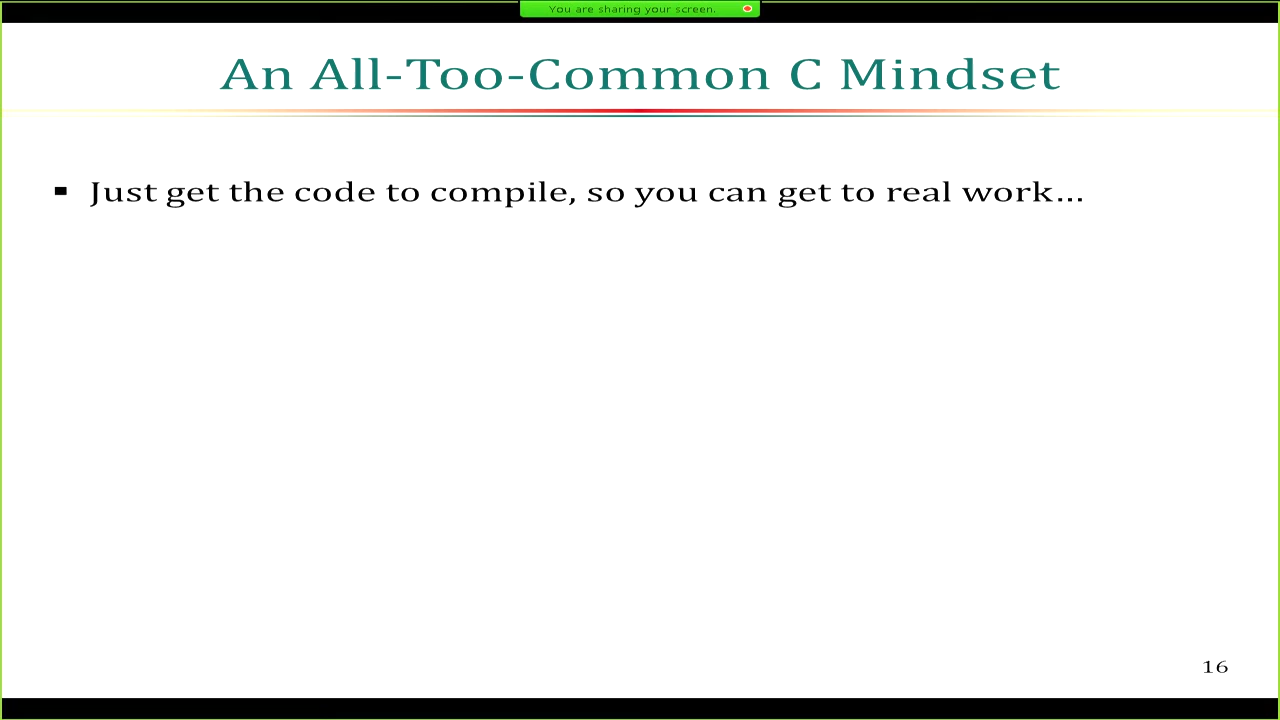 You are sharing your screen.
An All-Too-Common C Mindset
▪ Just get the code to compile, so you can get to real work...
16